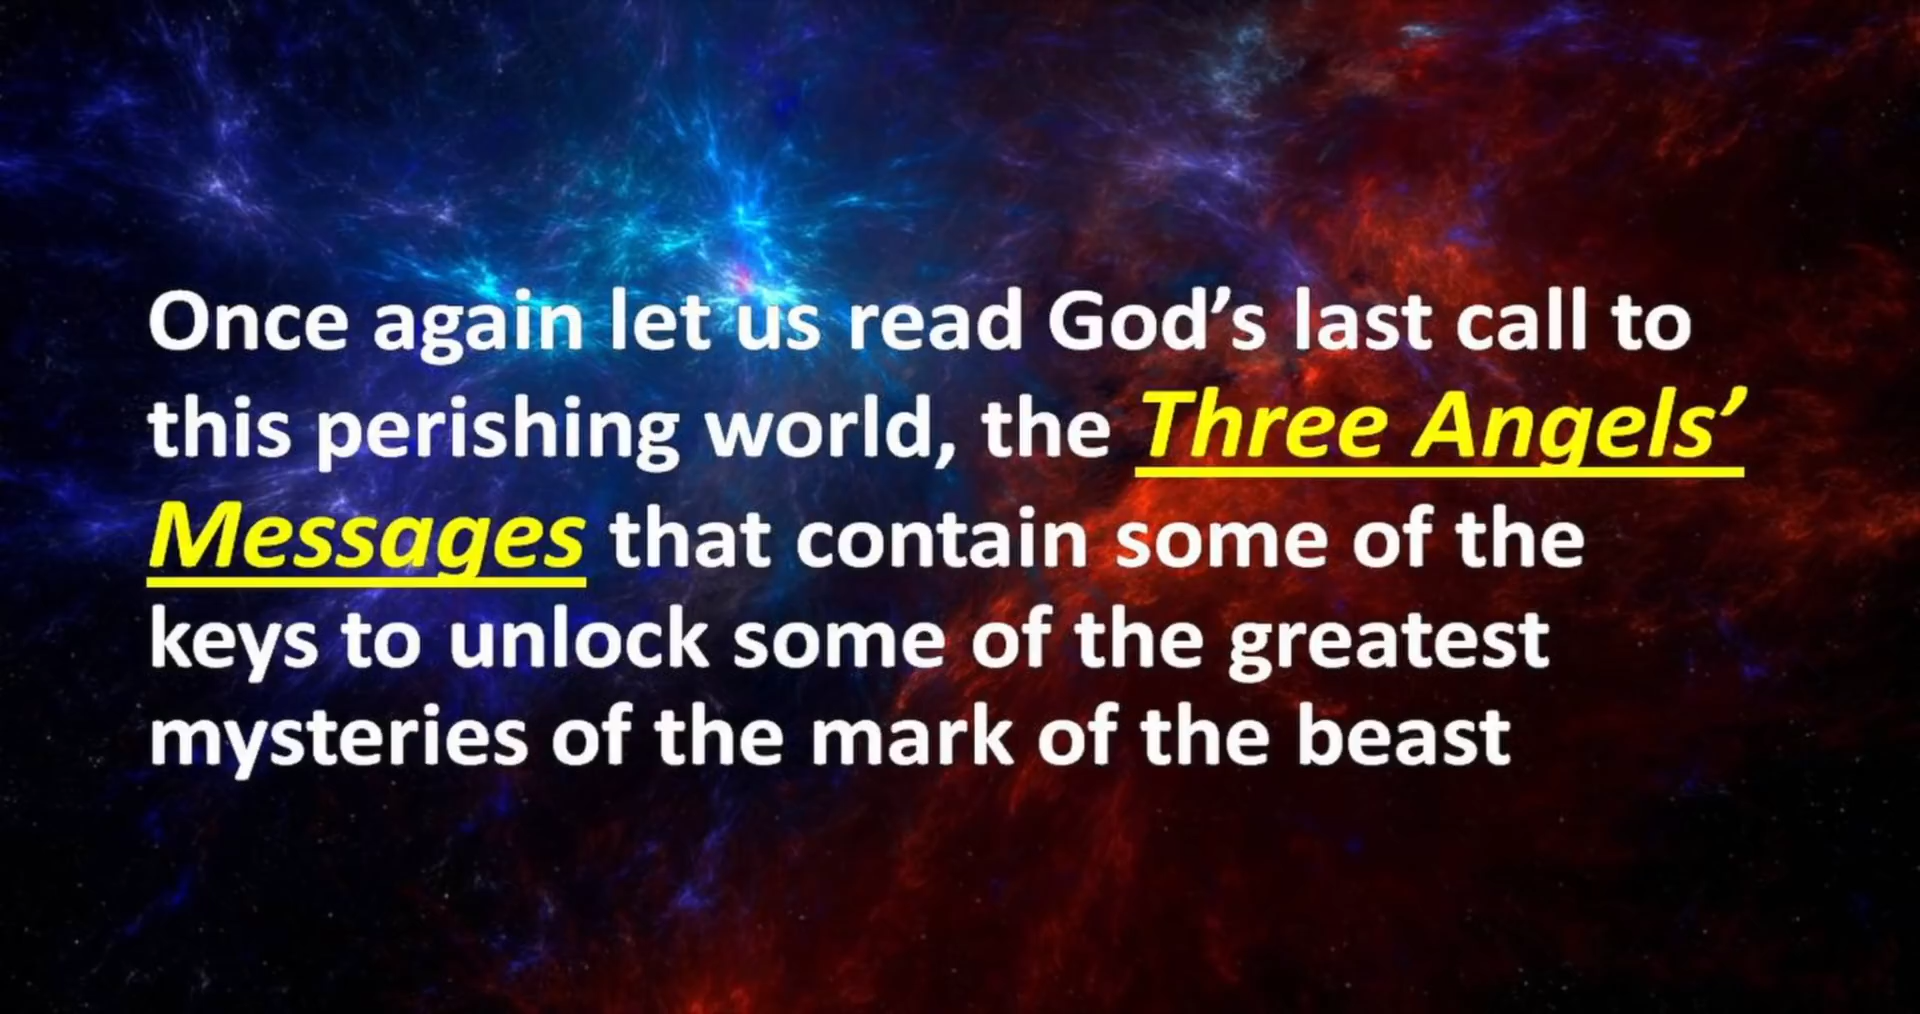 Once again let us read God’s last call to
this perishing world, the Three Angels’
Messages that contain some of the
keys to unlock some of the greatest
mysteries of the mark of the beast